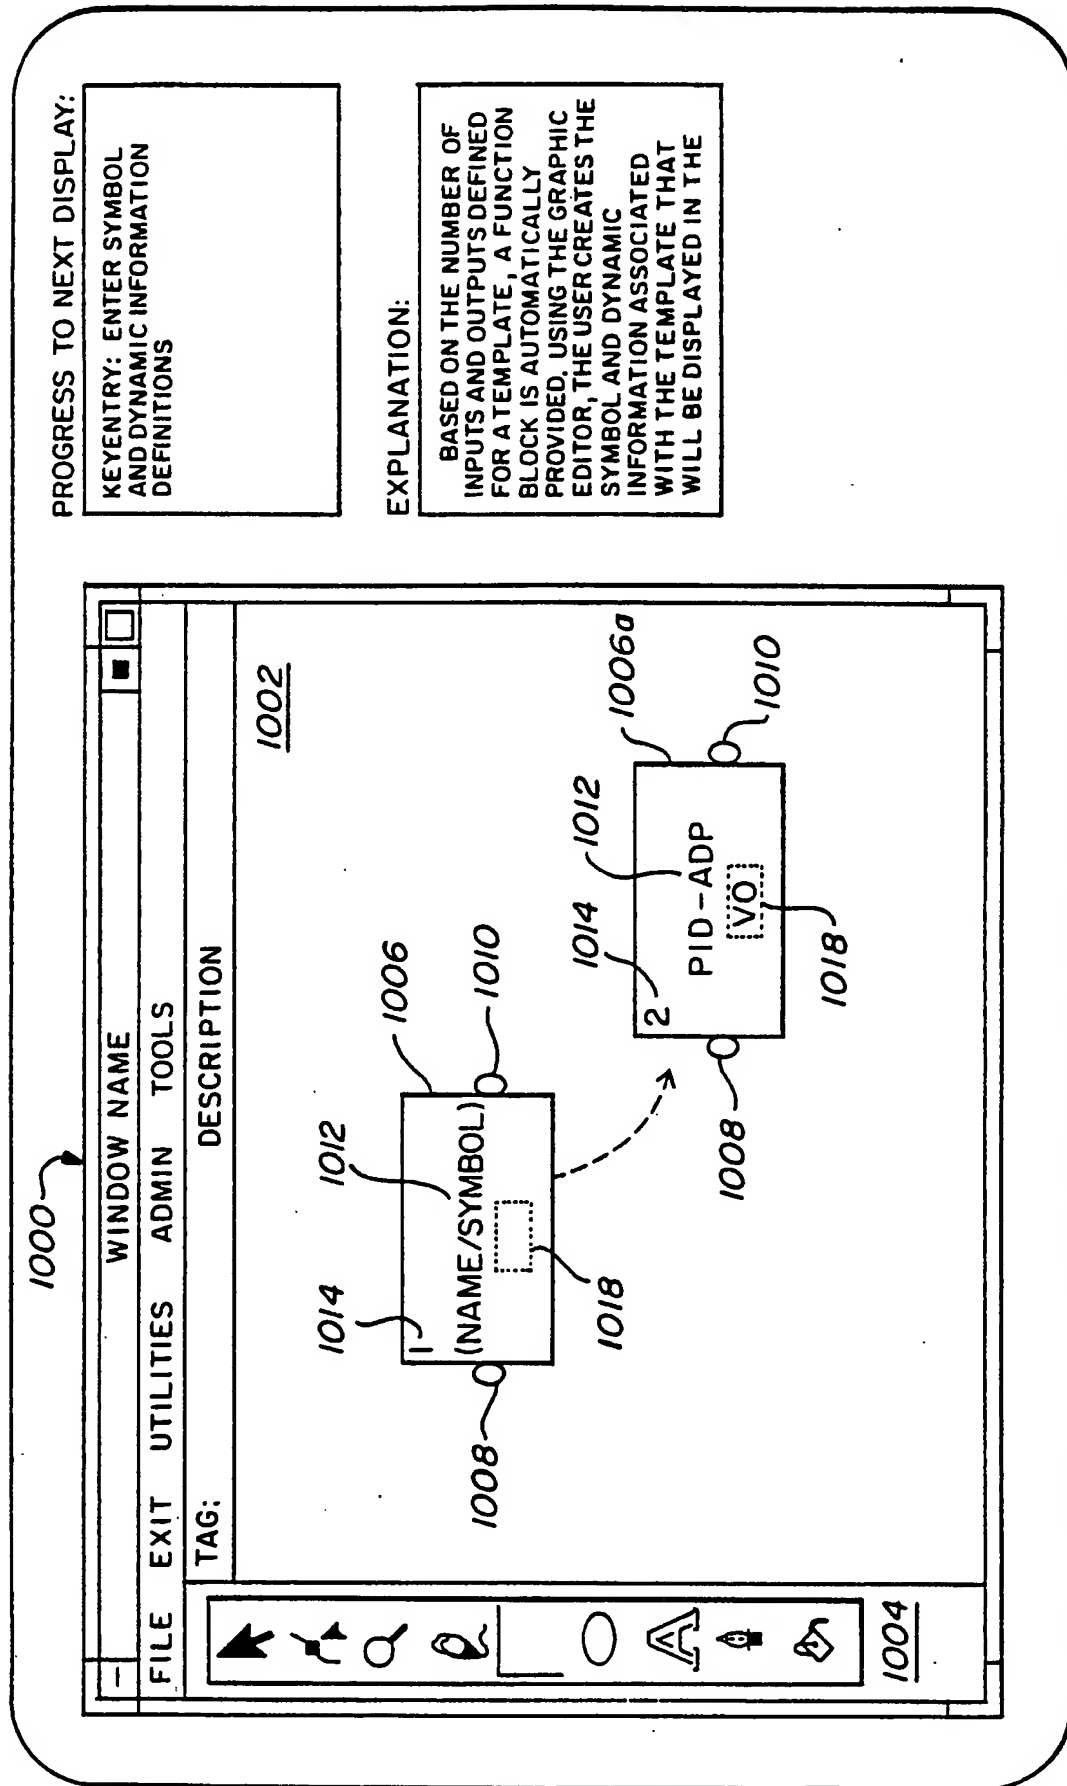 1000
WINDOW NAME
FILE EXIT UTILITIES ADMIN TOOLS
TAG: DESCRIPTION
1002
1004
1014
1012
1006
1
(NAME/SYMBOL)
1008
1010
1018
1014
1012
1006a
2
PID-ADP
VO
1008
1010
1018
PROGRESS TO NEXT DISPLAY:
KEYENTRY: ENTER SYMBOL
AND DYNAMIC INFORMATION
DEFINITIONS
EXPLANATION:
BASED ON THE NUMBER OF
INPUTS AND OUTPUTS DEFINED
FOR A TEMPLATE, A FUNCTION
BLOCK IS AUTOMATICALLY
PROVIDED. USING THE GRAPHIC
EDITOR, THE USER CREATES THE
SYMBOL AND DYNAMIC
INFORMATION ASSOCIATED
WITH THE TEMPLATE THAT
WILL BE DISPLAYED IN THE